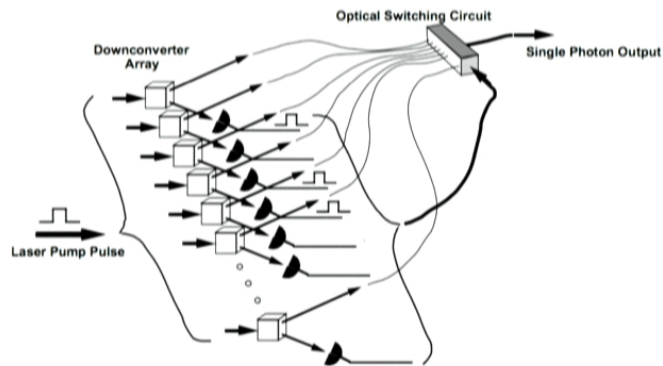 Optical Switching Circuit
Downconverter
Array
Single Photon Output
Laser Pump Pulse